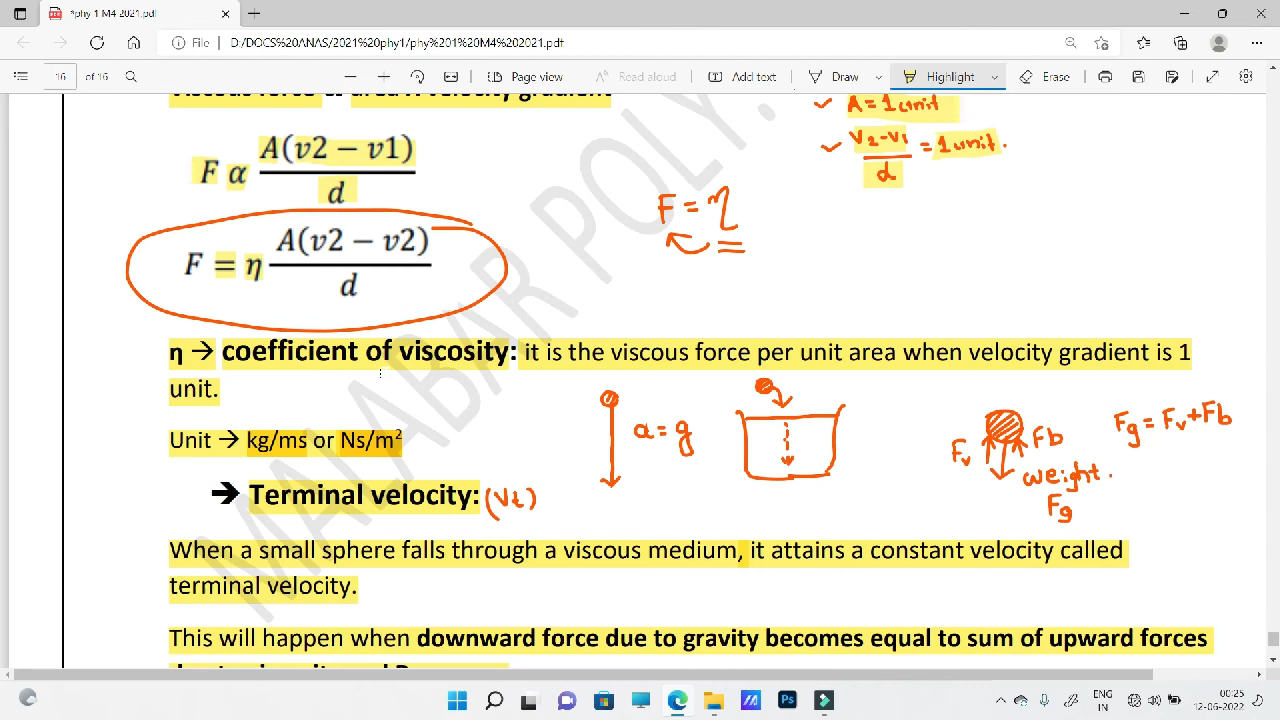 *phy 1 M4 2021.pdf
File
D:/DOCS%20ANAS/2021%20phy1/phy%201%20M4%202021.pdf
16 of 16
Page view
Read aloud
Add text
Draw
Highlight
Erase
A = 1 unit
F α A(v2 − v1)
d
V2-V1 = 1 unit.
d
F = η
F = η A(v2 − v2)
d
η → coefficient of viscosity: it is the viscous force per unit area when velocity gradient is 1
unit.
a = g
Fv
Fb
weight.
Fg
Fg = Fv + Fb
Unit → kg/ms or Ns/m²
➔ Terminal velocity: (Vt)
When a small sphere falls through a viscous medium, it attains a constant velocity called
terminal velocity.
This will happen when downward force due to gravity becomes equal to sum of upward forces
MALABAR POLY.
ENG
IN
00:25
12-06-2022